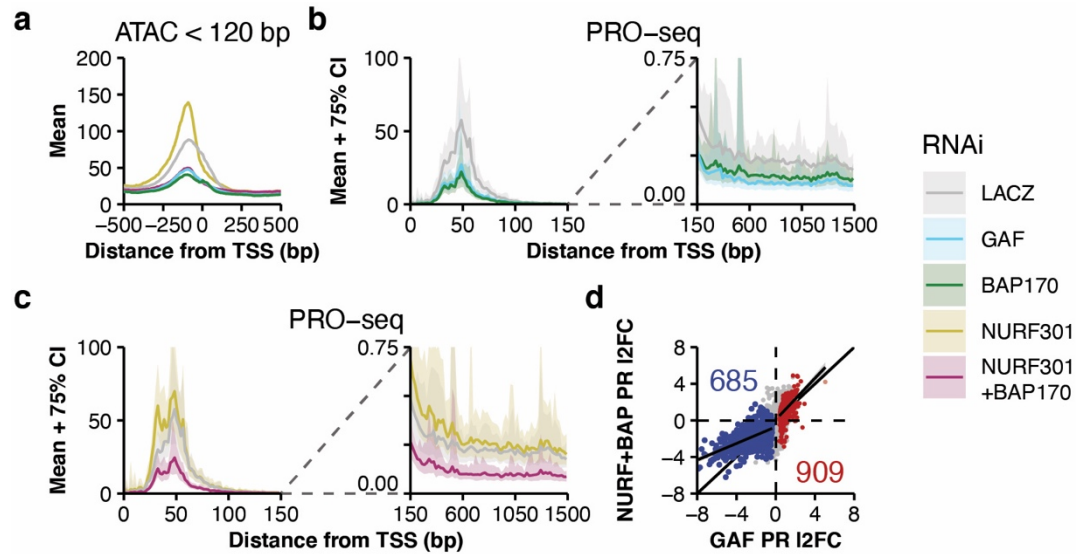 a
ATAC < 120 bp
Mean
200
150
100
50
0
−500
−250
0
250
500
Distance from TSS (bp)
b
PRO−seq
Mean + 75% CI
100
50
0
0
50
100
150
0.75
0.00
150
600
1050
1500
Distance from TSS (bp)
c
PRO−seq
Mean + 75% CI
100
50
0
0
50
100
150
0.75
0.00
150
600
1050
1500
Distance from TSS (bp)
d
NURF+BAP PR l2FC
8
4
0
−4
−8
685
909
−8
−4
0
4
8
GAF PR l2FC
RNAi
LACZ
GAF
BAP170
NURF301
NURF301
+BAP170